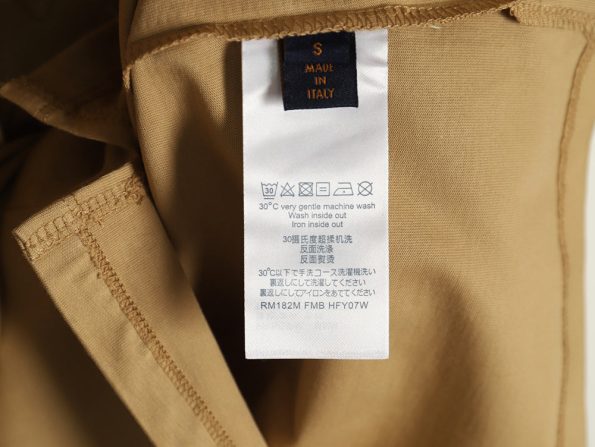 S
MADE
IN
ITALY
30
30°C very gentle machine wash
Wash inside out
Iron inside out
30摄氏度超揉机洗
反面洗涤
反面熨烫
30℃以下で手洗コース洗濯機洗い
裏返しにして洗濯してください
裏返しにしてアイロンをあててください
RM182M FMB HFY07W